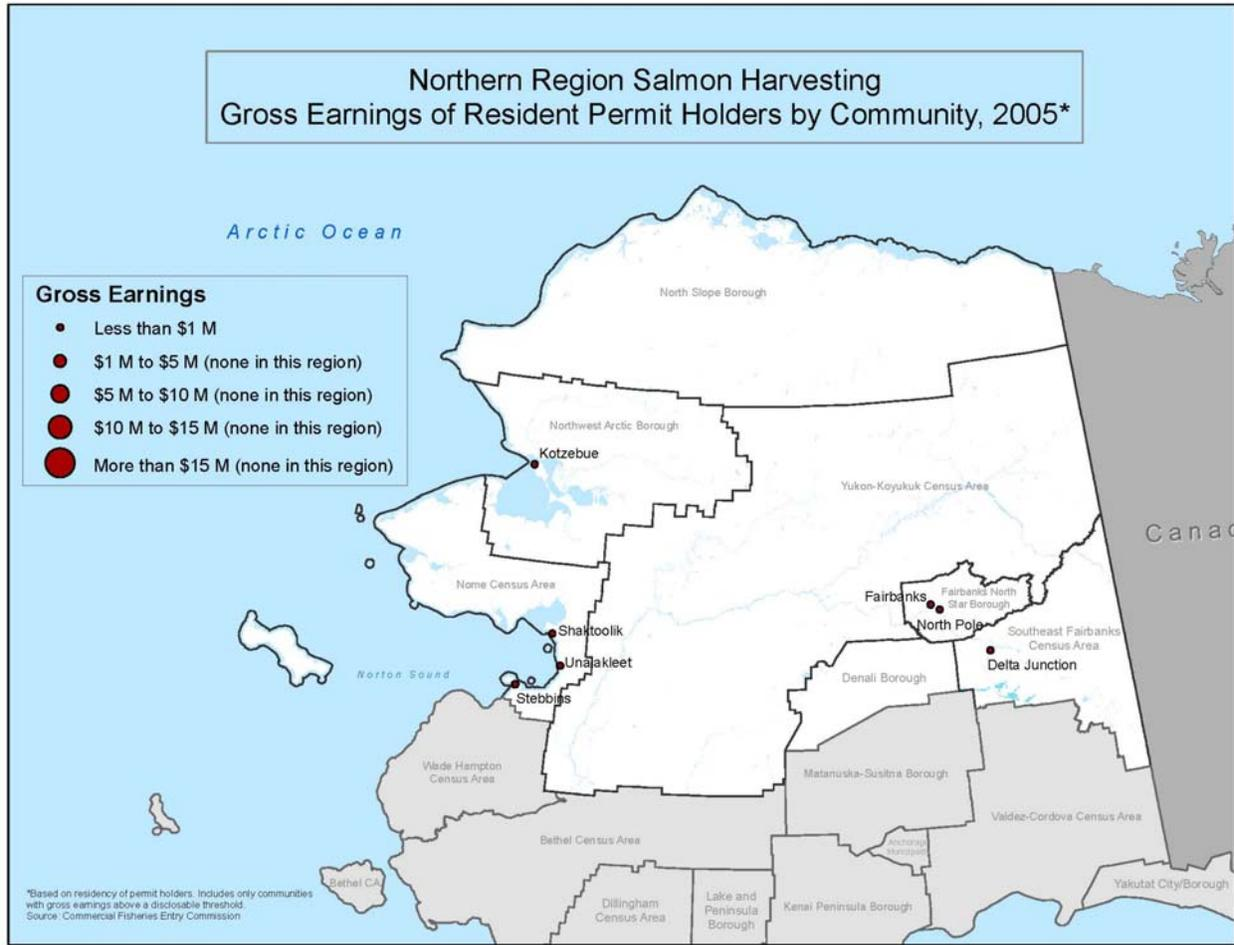 Northern Region Salmon Harvesting
Gross Earnings of Resident Permit Holders by Community, 2005*
Arctic Ocean
Gross Earnings
Less than $1 M
$1 M to $5 M (none in this region)
$5 M to $10 M (none in this region)
$10 M to $15 M (none in this region)
More than $15 M (none in this region)
North Slope Borough
Northwest Arctic Borough
Kotzebue
Yukon-Koyukuk Census Area
Canad
Nome Census Area
Fairbanks
Fairbanks North
Star Borough
North Pole
Shaktoolik
Southeast Fairbanks
Census Area
Unalakleet
Delta Junction
Norton Sound
Denali Borough
Stebbins
Wade Hampton
Census Area
Matanuska-Susitna Borough
Valdez-Cordova Census Area
Bethel Census Area
Anchorage
Municipality
Bethel CA
Yakutat City/Borough
Dillingham
Census Area
Lake and
Peninsula
Borough
Kenai Peninsula Borough
*Based on residency of permit holders. Includes only communities
with gross earnings above a disclosable threshold.
Source: Commercial Fisheries Entry Commission